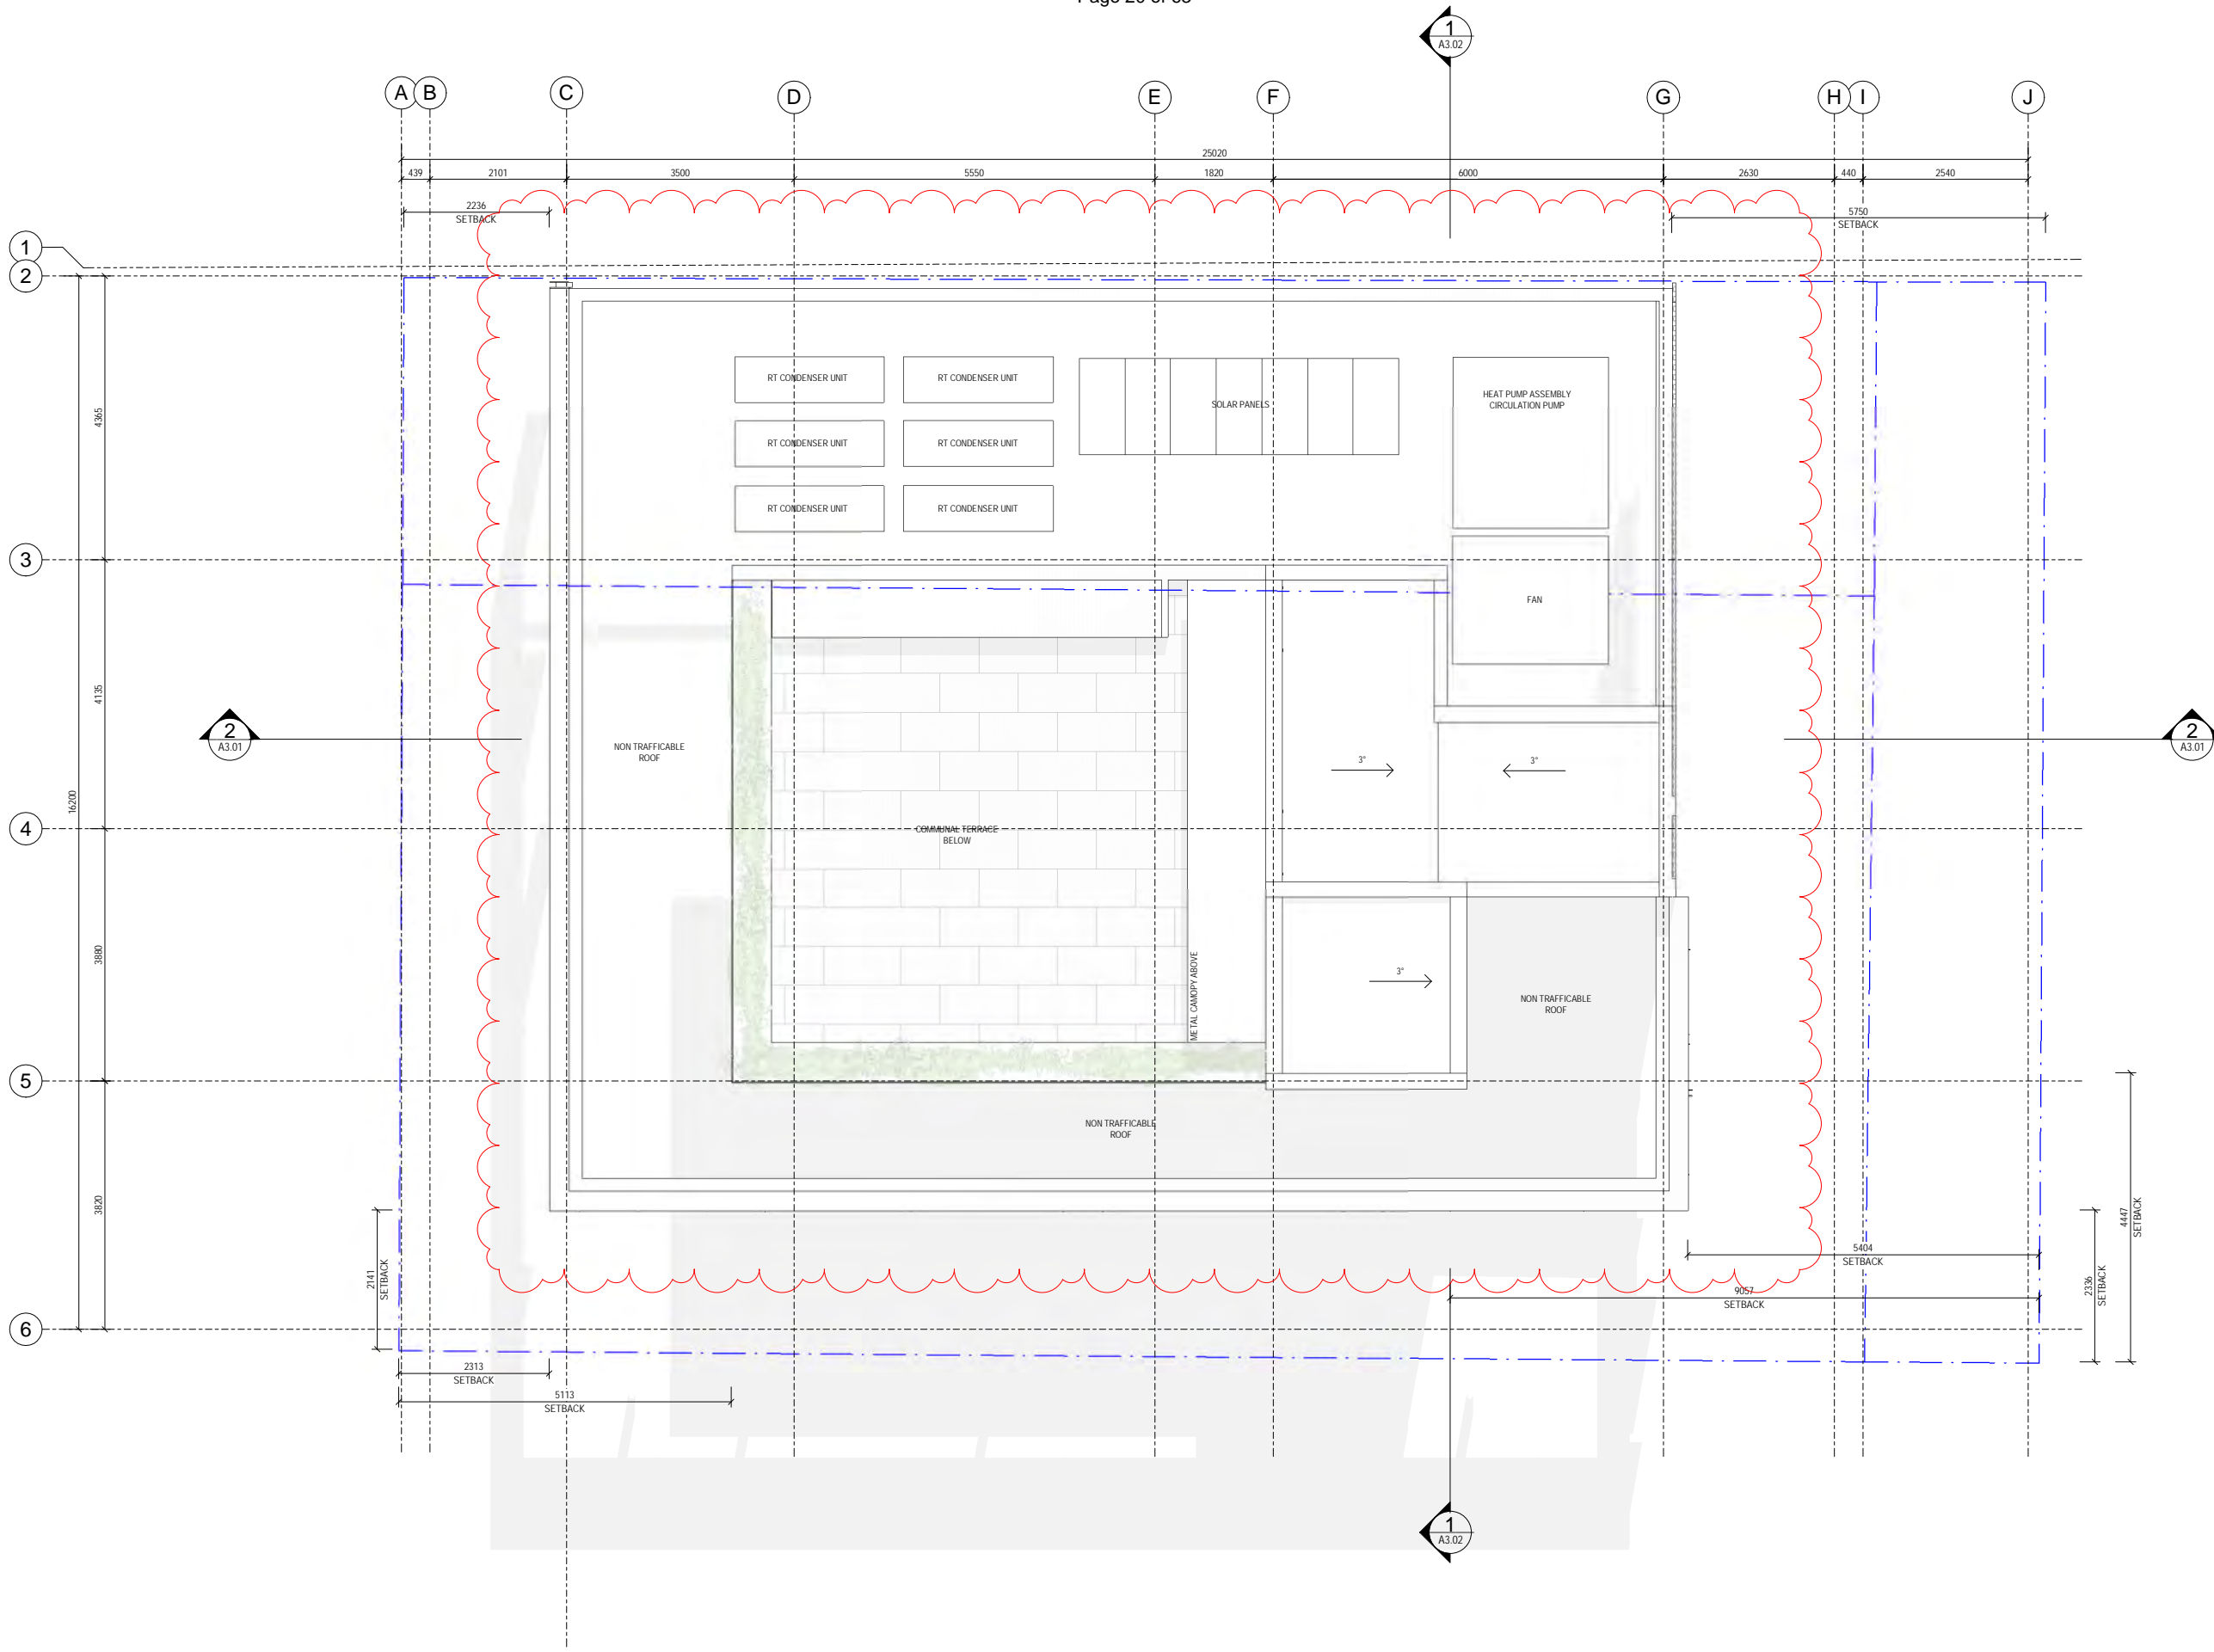 Page 20 of 38
1
A3.02
A B C D E F G H I J
25020
439 2101 3500 5550 1820 6000 2630 440 2540
2236
SETBACK
5750
SETBACK
1
2
3
4
5
6
4365
4135
3880
3820
16200
RT CONDENSER UNIT
RT CONDENSER UNIT
SOLAR PANELS
HEAT PUMP ASSEMBLY
CIRCULATION PUMP
RT CONDENSER UNIT
RT CONDENSER UNIT
RT CONDENSER UNIT
RT CONDENSER UNIT
FAN
2
A3.01
NON TRAFFICABLE
ROOF
3°
3°
2
A3.01
COMMUNAL TERRACE
BELOW
METAL CANOPY ABOVE
3°
NON TRAFFICABLE
ROOF
NON TRAFFICABLE
ROOF
2141
SETBACK
4447
SETBACK
2336
SETBACK
5404
SETBACK
9057
SETBACK
2313
SETBACK
5113
SETBACK
1
A3.02